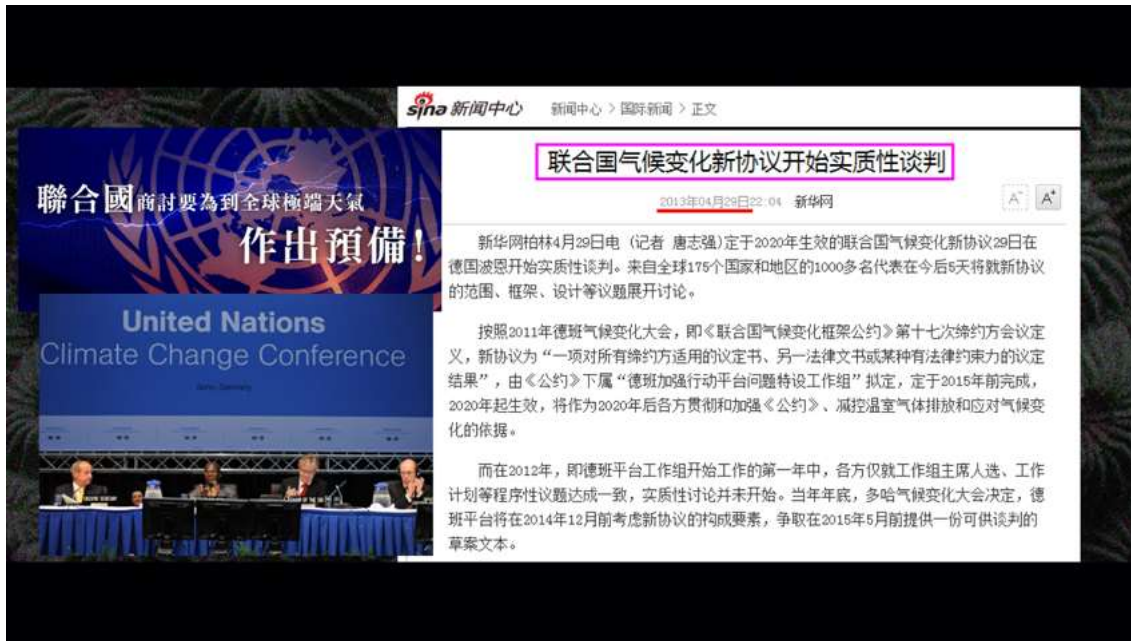 sina 新闻中心
新闻中心 > 国际新闻 > 正文
联合国气候变化新协议开始实质性谈判
2013年04月29日22:04 新华网
A- A+
新华网柏林4月29日电 (记者 唐志强)定于2020年生效的联合国气候变化新协议29日在
德国波恩开始实质性谈判。来自全球175个国家和地区的1000多名代表在今后5天将就新协议
的范围、框架、设计等议题展开讨论。
按照2011年德班气候变化大会，即《联合国气候变化框架公约》第十七次缔约方会议定
义，新协议为“一项对所有缔约方适用的议定书、另一法律文书或某种有法律约束力的议定
结果”，由《公约》下属“德班加强行动平台问题特设工作组”拟定，定于2015年前完成，
2020年起生效，将作为2020年后各方贯彻和加强《公约》、减控温室气体排放和应对气候变
化的依据。
而在2012年，即德班平台工作组开始工作的第一年中，各方仅就工作组主席人选、工作
计划等程序性议题达成一致，实质性讨论并未开始。当年年底，多哈气候变化大会决定，德
班平台将在2014年12月前考虑新协议的构成要素，争取在2015年5月前提供一份可供谈判的
草案文本。
聯合國商討要為到全球極端天氣
作出預備！
United Nations
Climate Change Conference